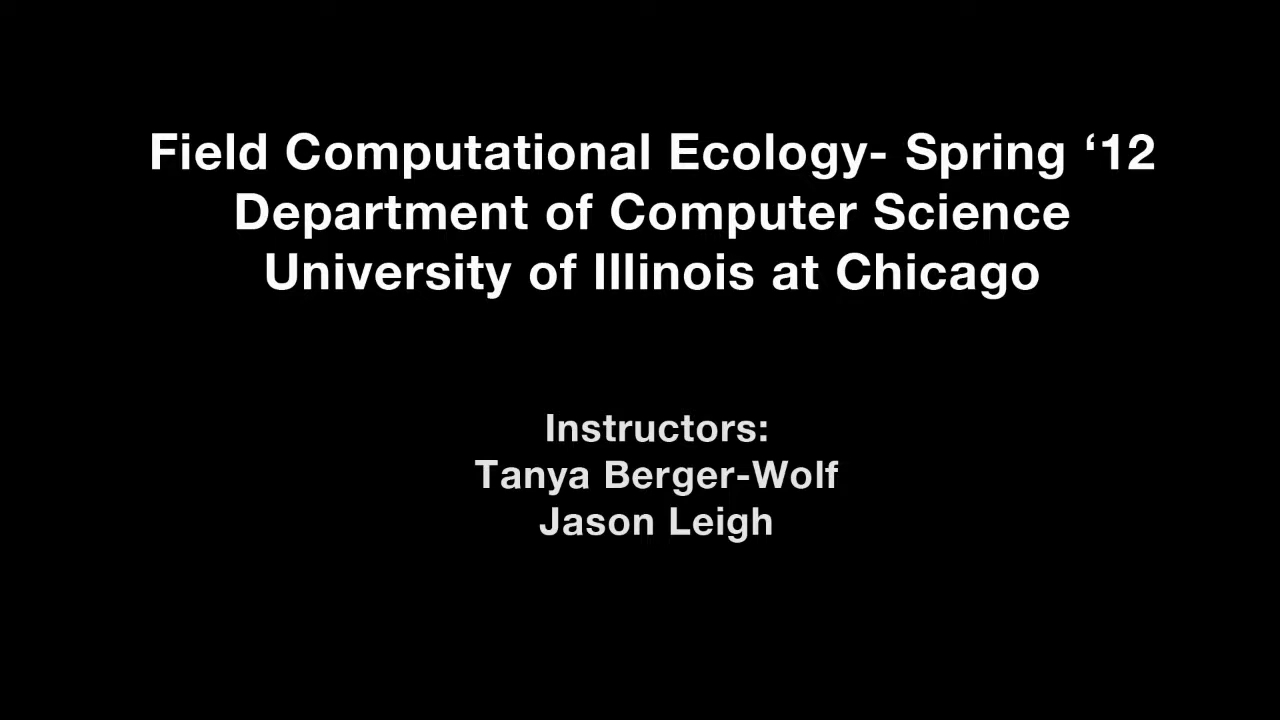 Field Computational Ecology- Spring ‘12
Department of Computer Science
University of Illinois at Chicago
Instructors:
Tanya Berger-Wolf
Jason Leigh